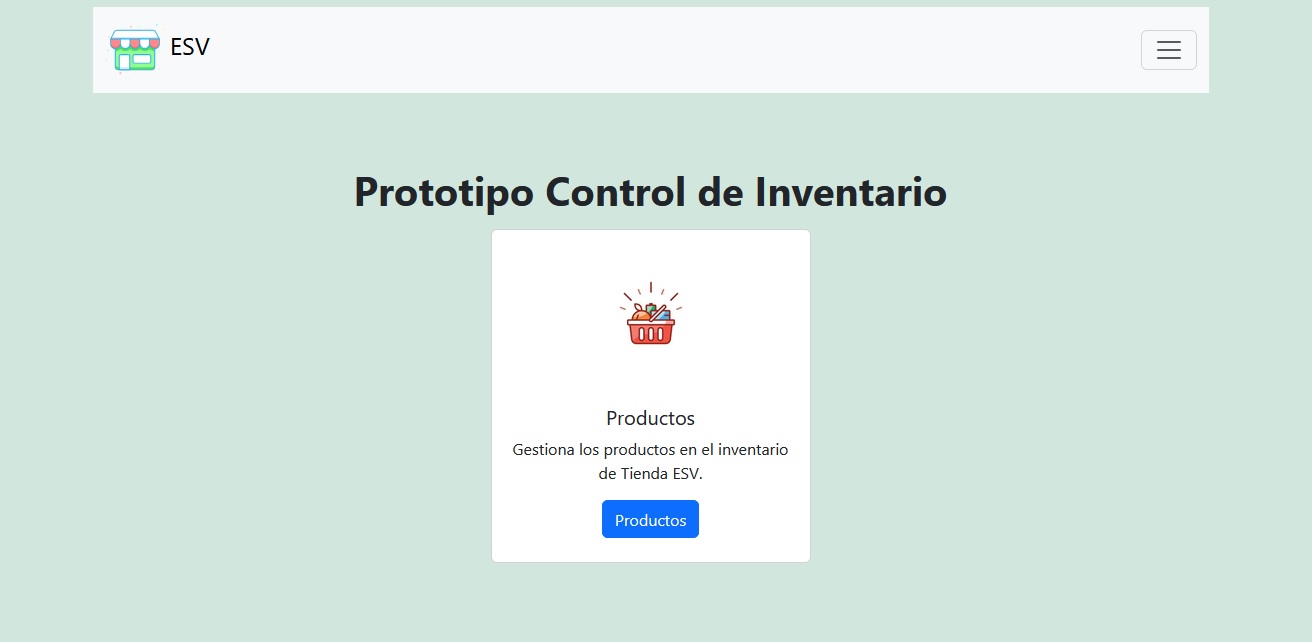 ESV
Prototipo Control de Inventario
Productos
Gestiona los productos en el inventario
de Tienda ESV.
Productos